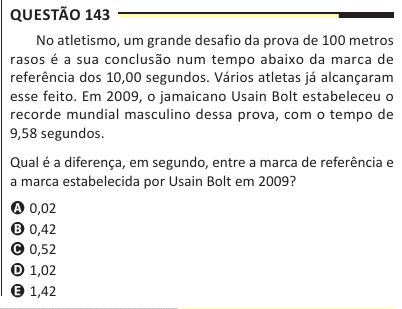 QUESTÃO 143
No atletismo, um grande desafio da prova de 100 metros
rasos é a sua conclusão num tempo abaixo da marca de
referência dos 10,00 segundos. Vários atletas já alcançaram
esse feito. Em 2009, o jamaicano Usain Bolt estabeleceu o
recorde mundial masculino dessa prova, com o tempo de
9,58 segundos.
Qual é a diferença, em segundo, entre a marca de referência e
a marca estabelecida por Usain Bolt em 2009?
A 0,02
B 0,42
C 0,52
D 1,02
E 1,42